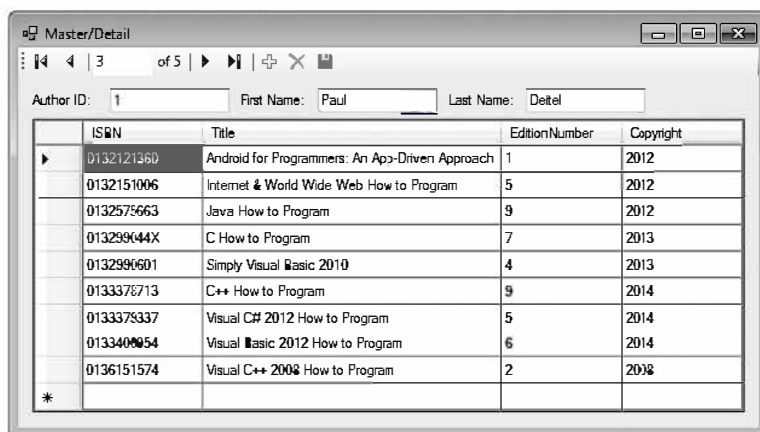 Master/Detail
3 of 5
Author ID: 1 First Name: Paul Last Name: Deitel
ISBN Title EditionNumber Copyright
0132121360 Android for Programmers: An App-Driven Approach 1 2012
0132151006 Internet & World Wide Web How to Program 5 2012
0132575663 Java How to Program 9 2012
013299044X C How to Program 7 2013
0132990601 Simply Visual Basic 2010 4 2013
0133378713 C++ How to Program 9 2014
0133379337 Visual C# 2012 How to Program 5 2014
0133406954 Visual Basic 2012 How to Program 6 2014
0136151574 Visual C++ 2008 How to Program 2 2008